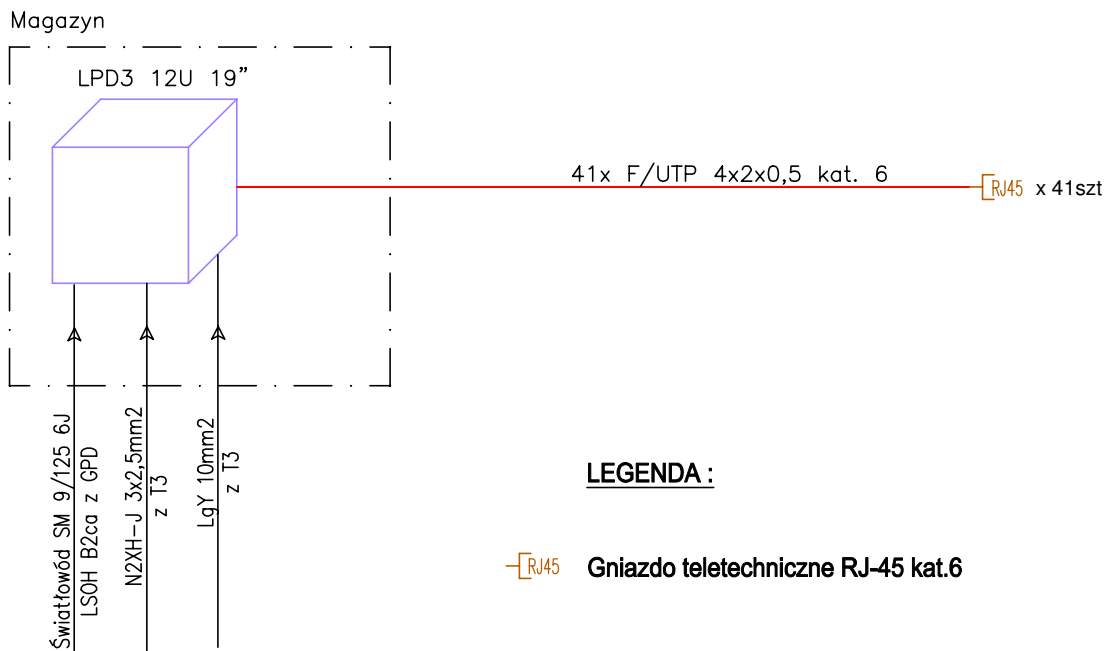 Magazyn
LPD3 12U 19”
41x F/UTP 4x2x0,5 kat. 6
RJ45 x 41szt
Światłowód SM 9/125 6J
LS0H B2ca z GPD
N2XH-J 3x2,5mm2
z T3
LgY 10mm2
z T3
LEGENDA :
RJ45 Gniazdo teletechniczne RJ-45 kat.6